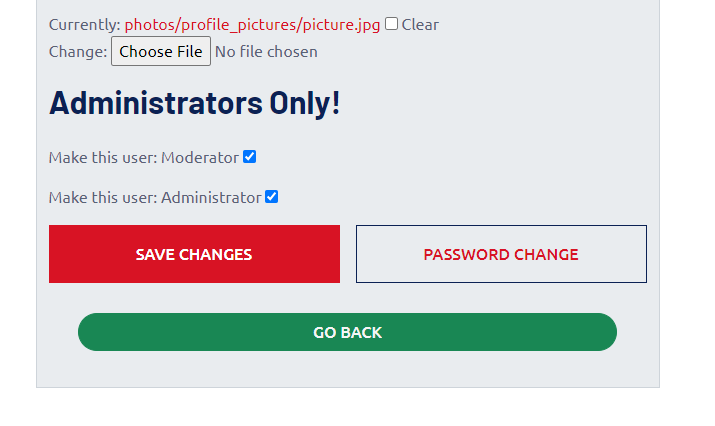 Currently: photos/profile_pictures/picture.jpg Clear
Change: Choose File No file chosen
Administrators Only!
Make this user: Moderator
Make this user: Administrator
SAVE CHANGES
PASSWORD CHANGE
GO BACK